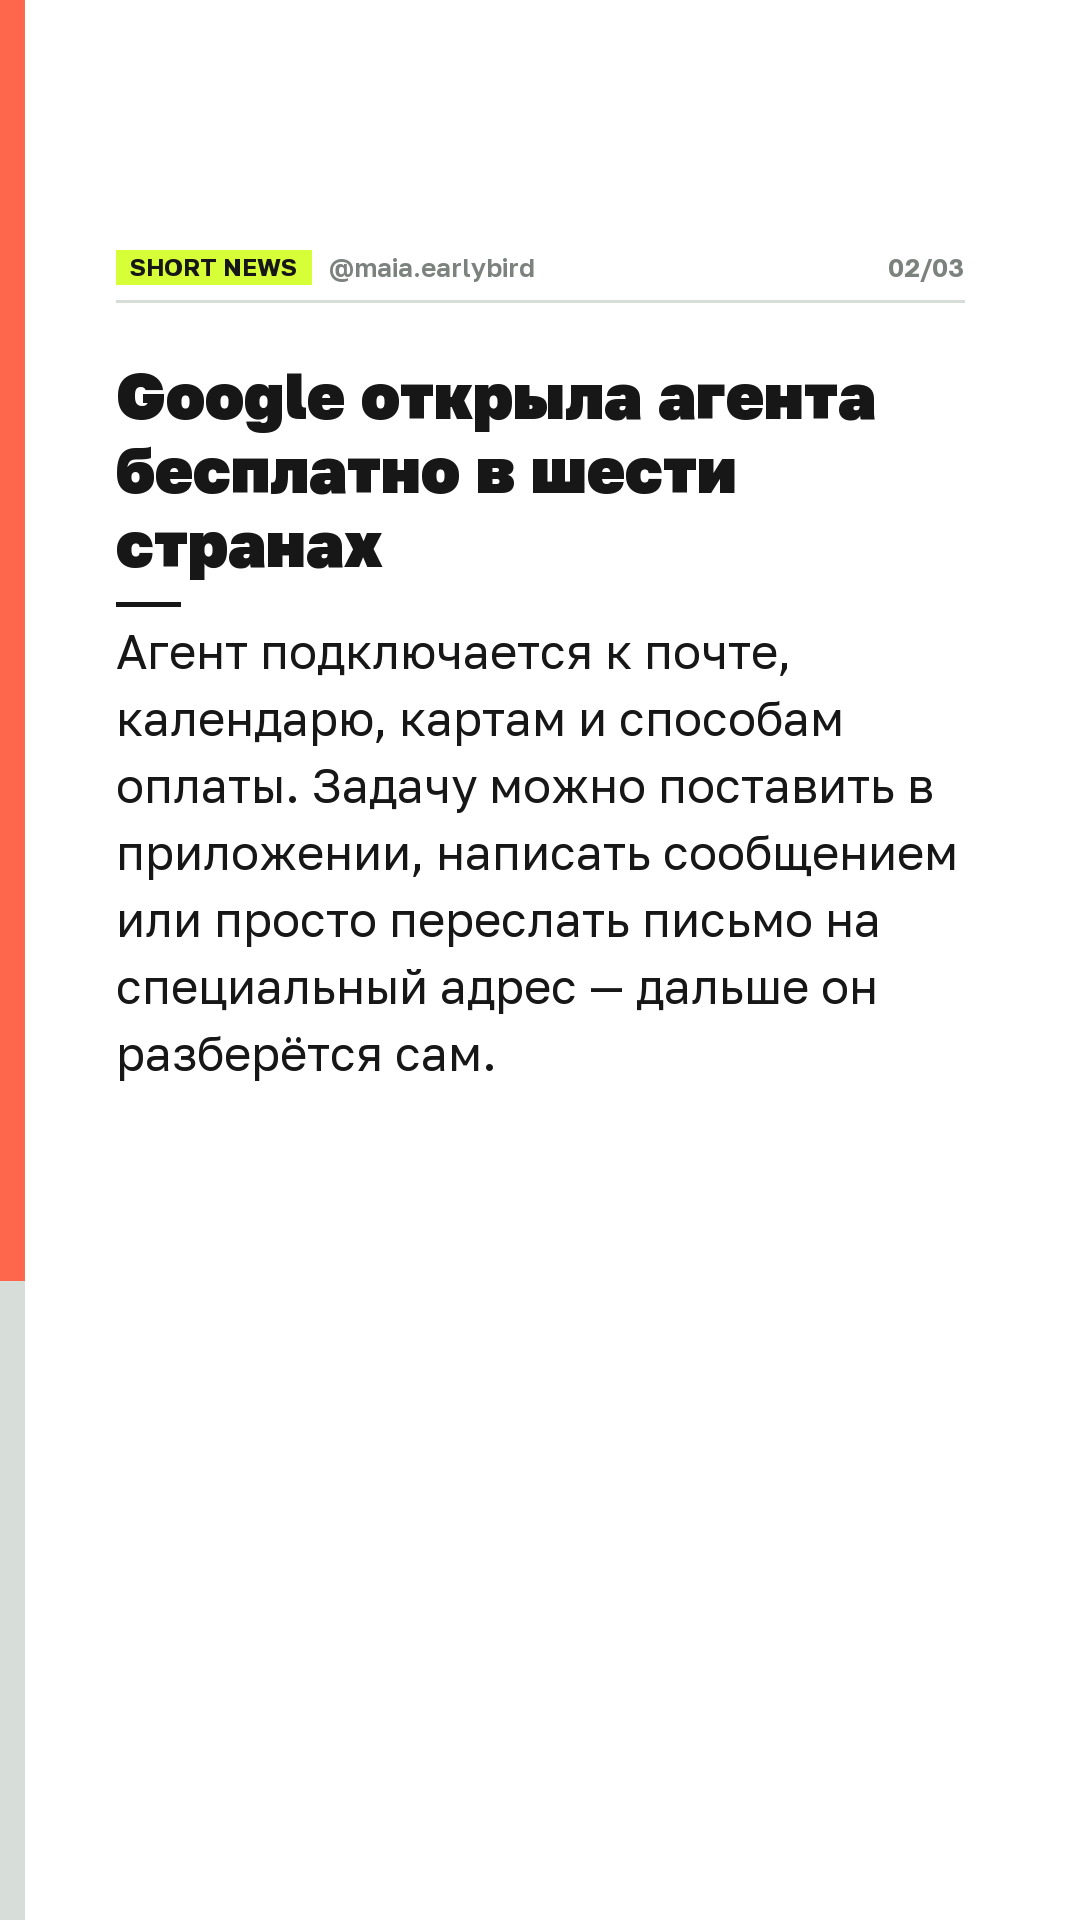 SHORT NEWS @maia.earlybird 02/03
Google открыла агента
бесплатно в шести
странах
Агент подключается к почте,
календарю, картам и способам
оплаты. Задачу можно поставить в
приложении, написать сообщением
или просто переслать письмо на
специальный адрес — дальше он
разберётся сам.